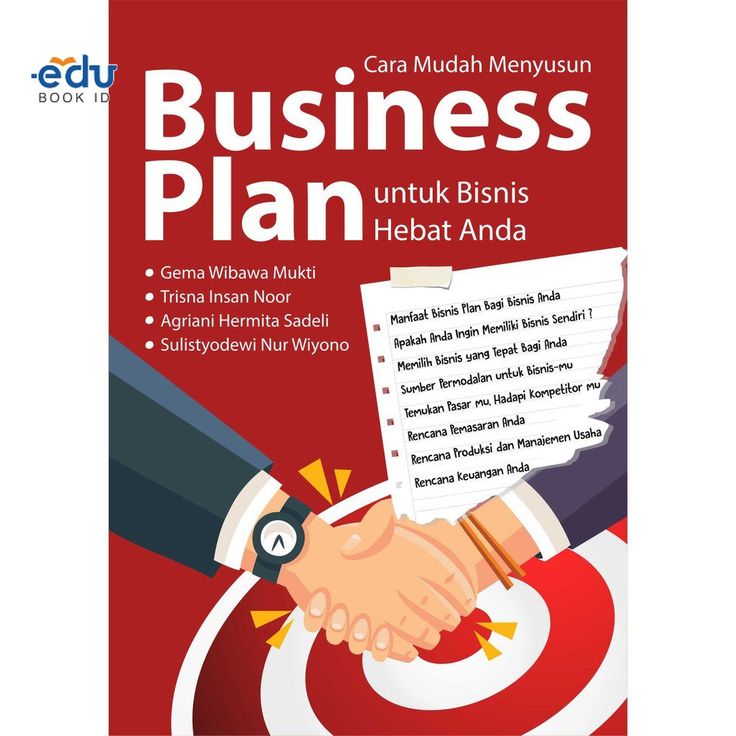 edu
BOOK ID
Cara Mudah Menyusun
Business
Plan
untuk Bisnis
Hebat Anda
• Gema Wibawa Mukti
• Trisna Insan Noor
• Agriani Hermita Sadeli
• Sulistyodewi Nur Wiyono
Manfaat Bisnis Plan Bagi Bisnis Anda
Apakah Anda Ingin Memiliki Bisnis Sendiri ?
Memilih Bisnis yang Tepat Bagi Anda
Sumber Permodalan untuk Bisnis-mu
Temukan Pasar mu, Hadapi Kompetitor mu
Rencana Pemasaran Anda
Rencana Produksi dan Manajemen Usaha
Rencana Keuangan Anda